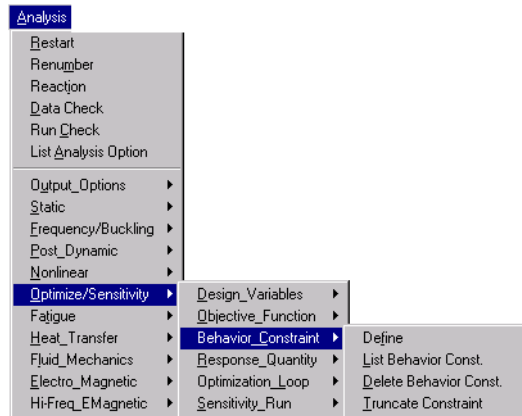 Analysis
Restart
Renumber
Reaction
Data Check
Run Check
List Analysis Option
Output_Options
Static
Frequency/Buckling
Post_Dynamic
Nonlinear
Optimize/Sensitivity
Fatigue
Heat_Transfer
Fluid_Mechanics
Electro_Magnetic
Hi-Freq_EMagnetic
Design_Variables
Objective_Function
Behavior_Constraint
Response_Quantity
Optimization_Loop
Sensitivity_Run
Define
List Behavior Const.
Delete Behavior Const.
Truncate Constraint